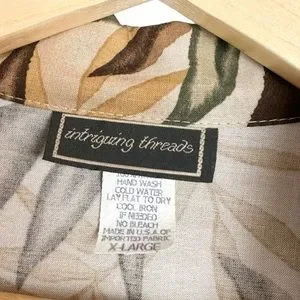 intriguing threads
HAND WASH
COLD WATER
LAY FLAT TO DRY
COOL IRON
IF NEEDED
NO BLEACH
MADE IN U.S.A OF
IMPORTED FABRIC
X-LARGE